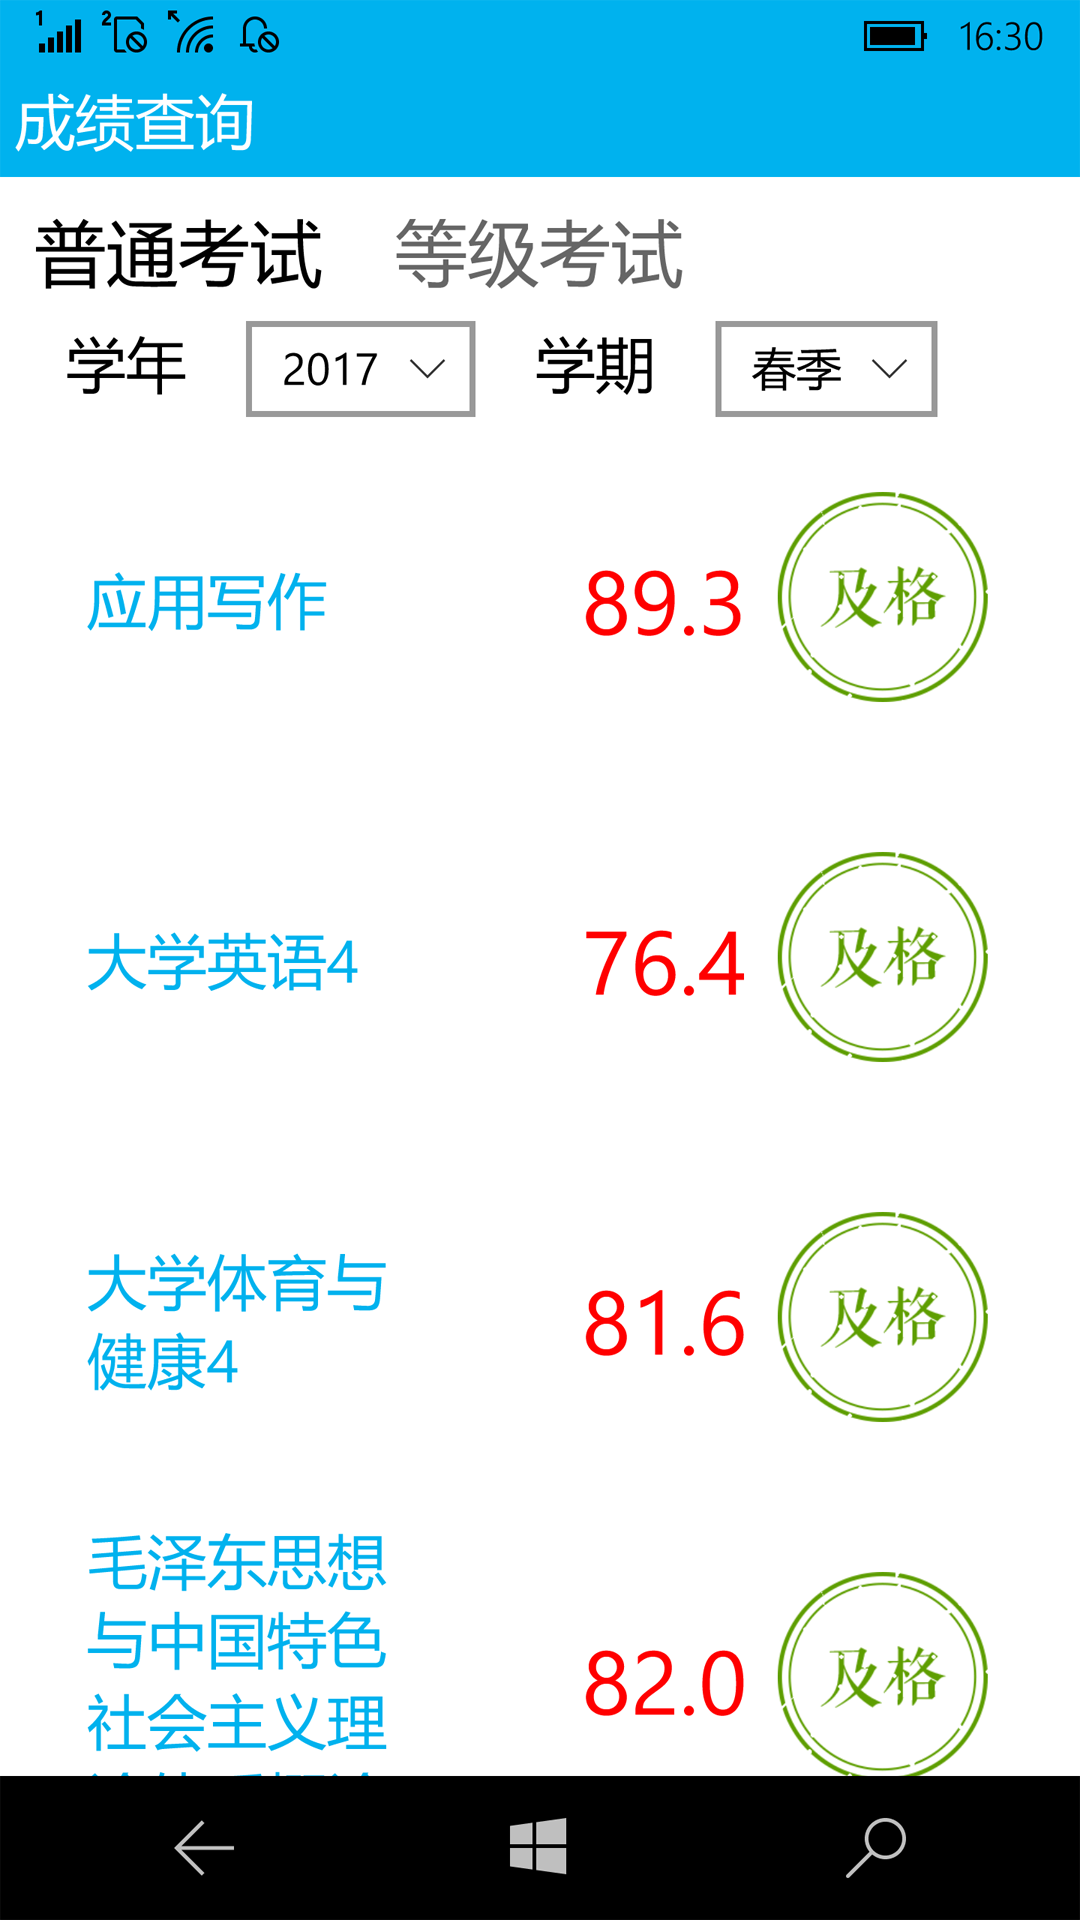 1 2 16:30
成绩查询
普通考试 等级考试
学年 2017 学期 春季
应用写作 89.3 及格
大学英语4 76.4 及格
大学体育与
健康4
81.6 及格
毛泽东思想
与中国特色
社会主义理
82.0 及格